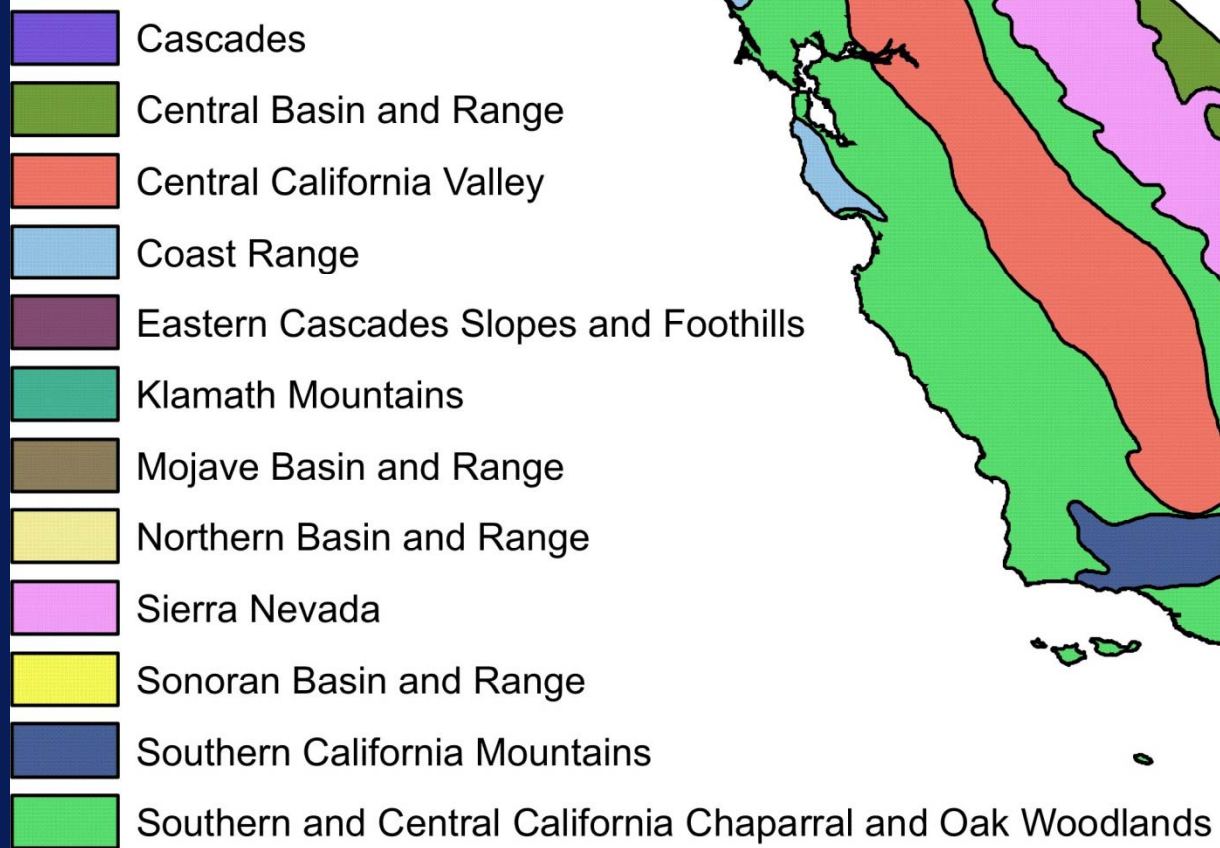 Cascades
Central Basin and Range
Central California Valley
Coast Range
Eastern Cascades Slopes and Foothills
Klamath Mountains
Mojave Basin and Range
Northern Basin and Range
Sierra Nevada
Sonoran Basin and Range
Southern California Mountains
Southern and Central California Chaparral and Oak Woodlands